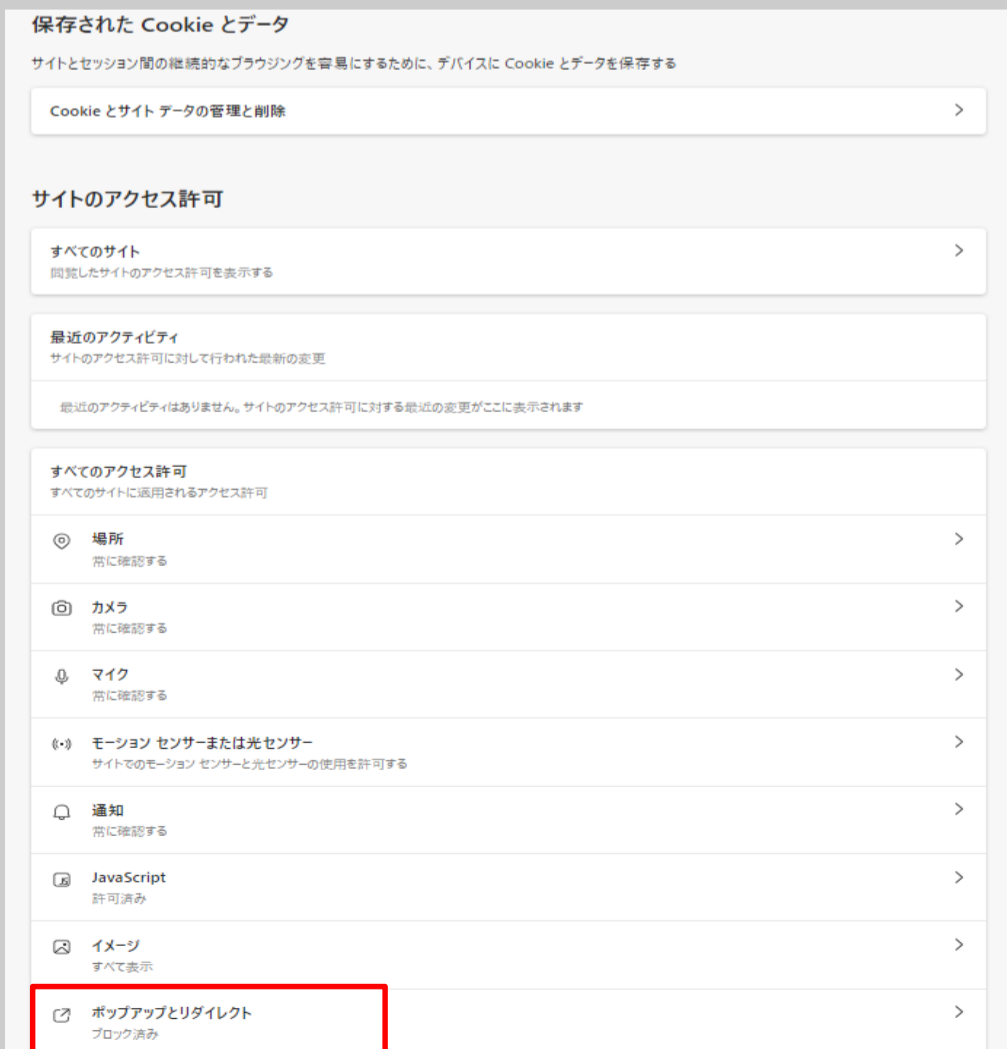 保存された Cookie とデータ
サイトとセッション間の継続的なブラウジングを容易にするために、デバイスに Cookie とデータを保存する
Cookie とサイト データの管理と削除
サイトのアクセス許可
すべてのサイト
閲覧したサイトのアクセス許可を表示する
最近のアクティビティ
サイトのアクセス許可に対して行われた最新の変更
最近のアクティビティはありません。サイトのアクセス許可に対する最近の変更がここに表示されます
すべてのアクセス許可
すべてのサイトに適用されるアクセス許可
場所
常に確認する
カメラ
常に確認する
マイク
常に確認する
モーション センサーまたは光センサー
サイトでのモーション センサーと光センサーの使用を許可する
通知
常に確認する
JavaScript
許可済み
イメージ
すべて表示
ポップアップとリダイレクト
ブロック済み